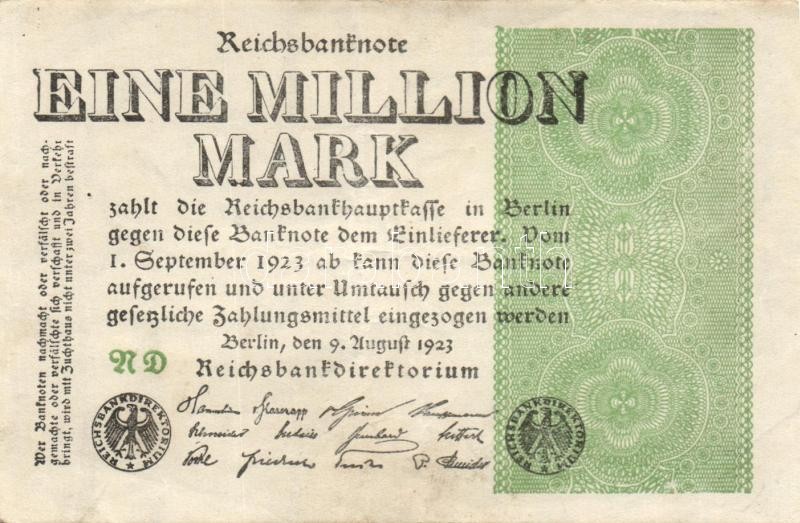 Reichsbanknote
EINE MILLION
MARK
zahlt die Reichsbankhauptkasse in Berlin
gegen diese Banknote dem Einlieferer. Vom
1. September 1923 ab kann diese Banknote
aufgerufen und unter Umtausch gegen andere
gesetzliche Zahlungsmittel eingezogen werden
Berlin, den 9. August 1923
ND Reichsbankdirektorium
Wer Banknoten nachmacht oder verfälscht oder nach-
gemachte oder verfälschte sich verschafft und in Verkehr
bringt, wird mit Zuchthaus nicht unter zwei Jahren bestraft
REICHSBANKDIREKTORIUM
REICHSBANKDIREKTORIUM